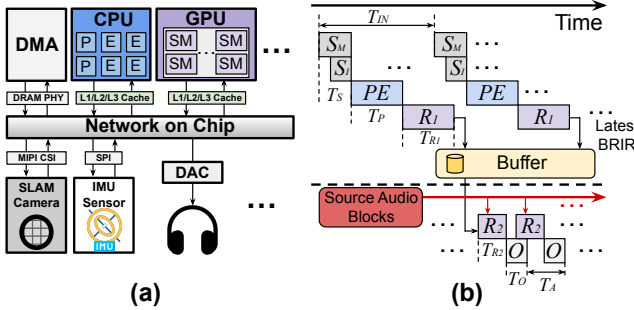 DMA
CPU
P E E
P E E
GPU
SM SM
SM SM
...
DRAM PHY
L1/L2/L3 Cache
L1/L2/L3 Cache
Network on Chip
MIPI CSI
SPI
DAC
SLAM
Camera
IMU
Sensor
IMU
...
(a)
Time
T_IN
S_M
S_I
S_M
S_I
...
T_S
PE
T_P
PE
...
R_1
T_R1
R_1
...
Lates
BRIR
Buffer
Source Audio
Blocks
...
...
R_2
R_2
...
T_R2
O
O
...
T_O
T_A
(b)